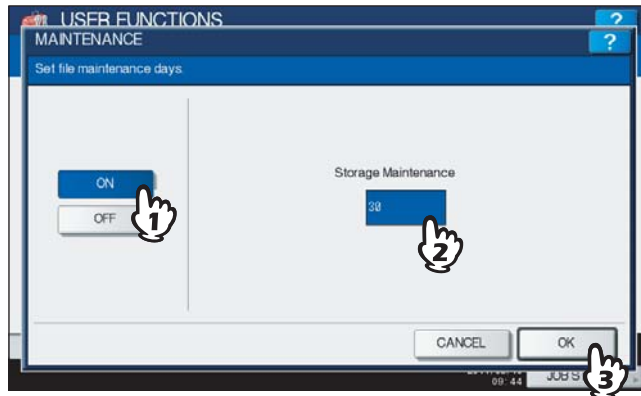 USER FUNCTIONS
?
MAINTENANCE
?
Set file maintenance days.
ON
OFF
1
Storage Maintenance
30
2
CANCEL
OK
3
09:44
JOB S